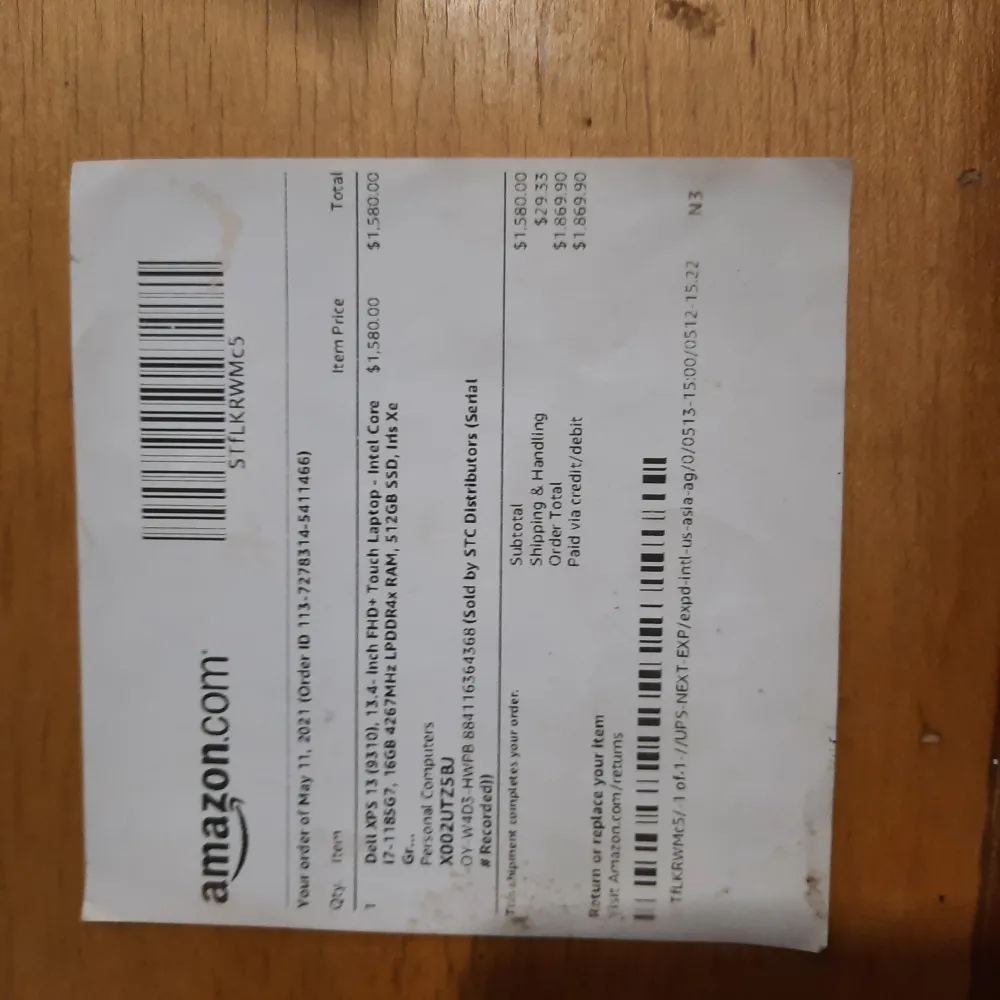 amazon.com
STfLKRWMc5
Your order of May 11, 2021 (Order ID 113-7278314-5411466)
Qty. Item Item Price Total
1 Dell XPS 13 (9310), 13.4- inch FHD+ Touch Laptop - Intel Core $1,580.00 $1,580.00
i7-1185G7, 16GB 4267MHz LPDDR4x RAM, 512GB SSD, Iris Xe
Gr...
Personal Computers
X002UTZ5BJ
-OY-W4D3-HWPB 884116364368 (Sold by STC Distributors (Serial
# Recorded))
This shipment completes your order.
Subtotal $1,580.00
Shipping & Handling $29.33
Order Total $1,869.90
Paid via credit/debit $1,869.90
Return or replace your item
Visit Amazon.com/returns
TfLKRWMc5/-1 of 1-//UPS-NEXT-EXP/expd-intl-us-asia-ag/0/0513-15:00/0512-15:22 N3